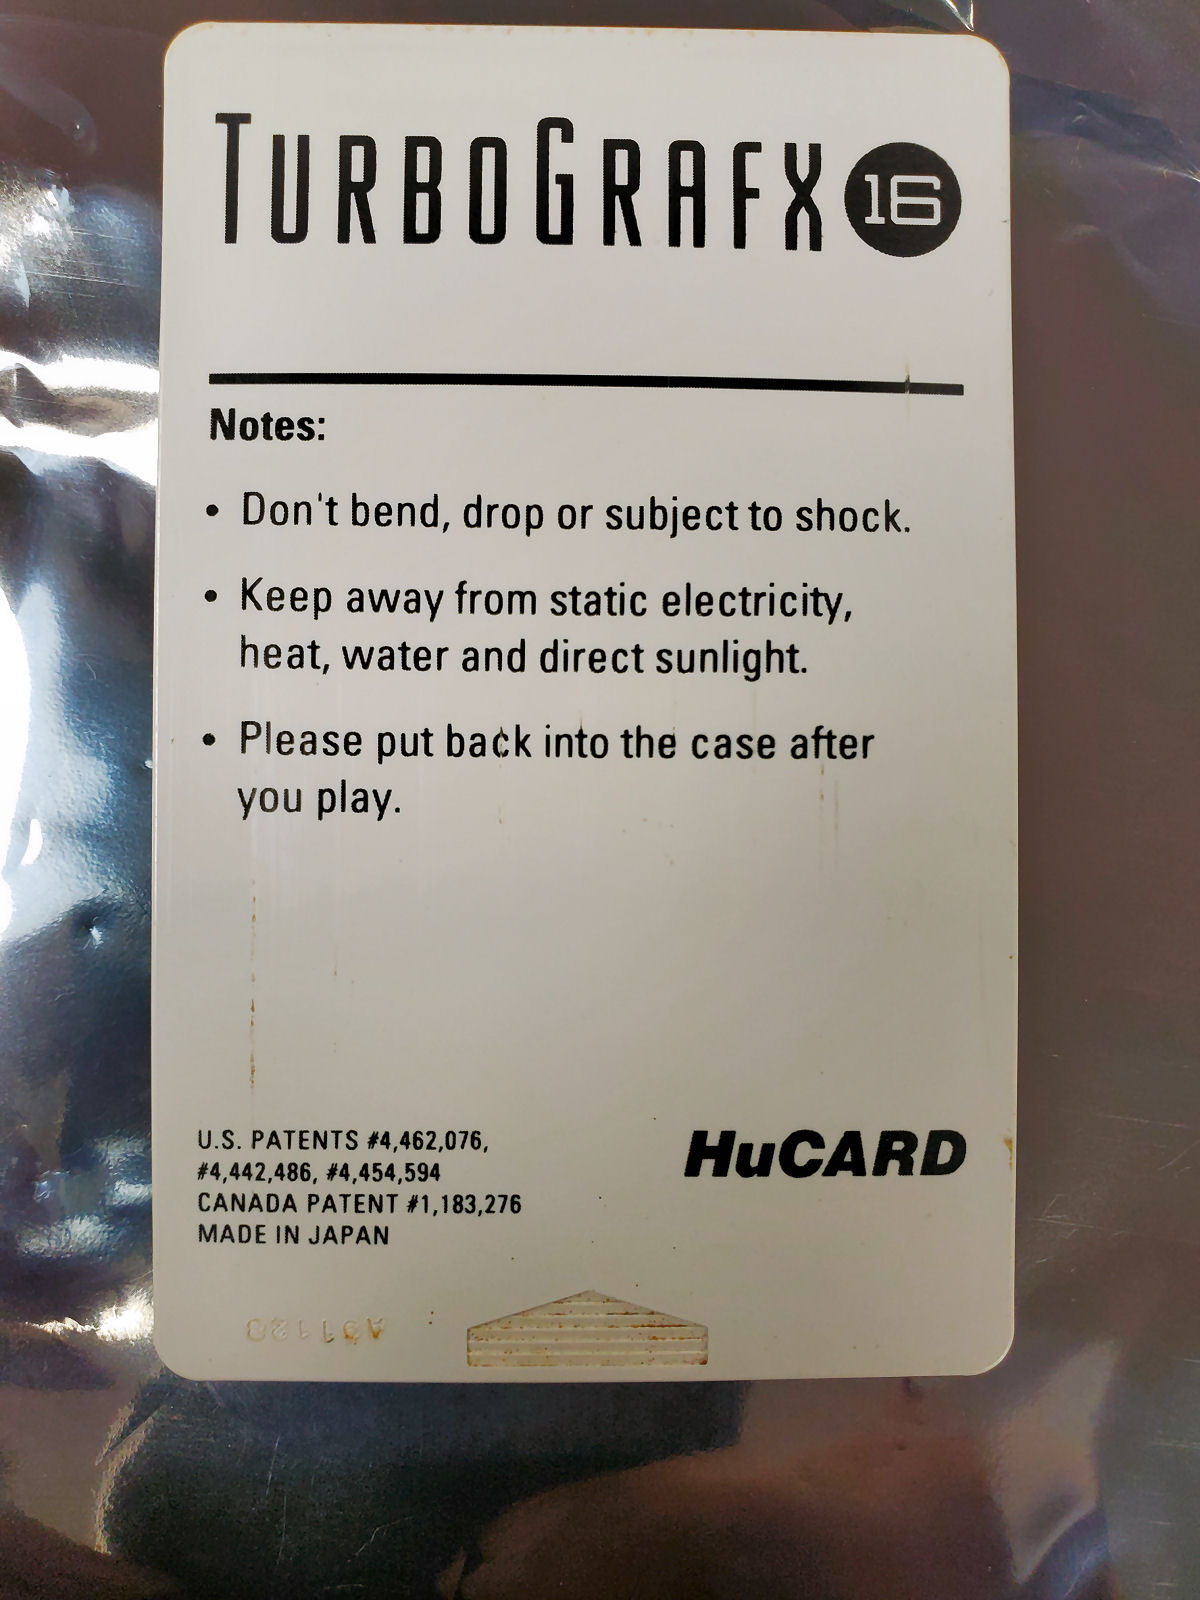 TURBOGRAFX 16
Notes:
• Don't bend, drop or subject to shock.
• Keep away from static electricity,
heat, water and direct sunlight.
• Please put back into the case after
you play.
U.S. PATENTS #4,462,076,
#4,442,486, #4,454,594
CANADA PATENT #1,183,276
MADE IN JAPAN
HuCARD